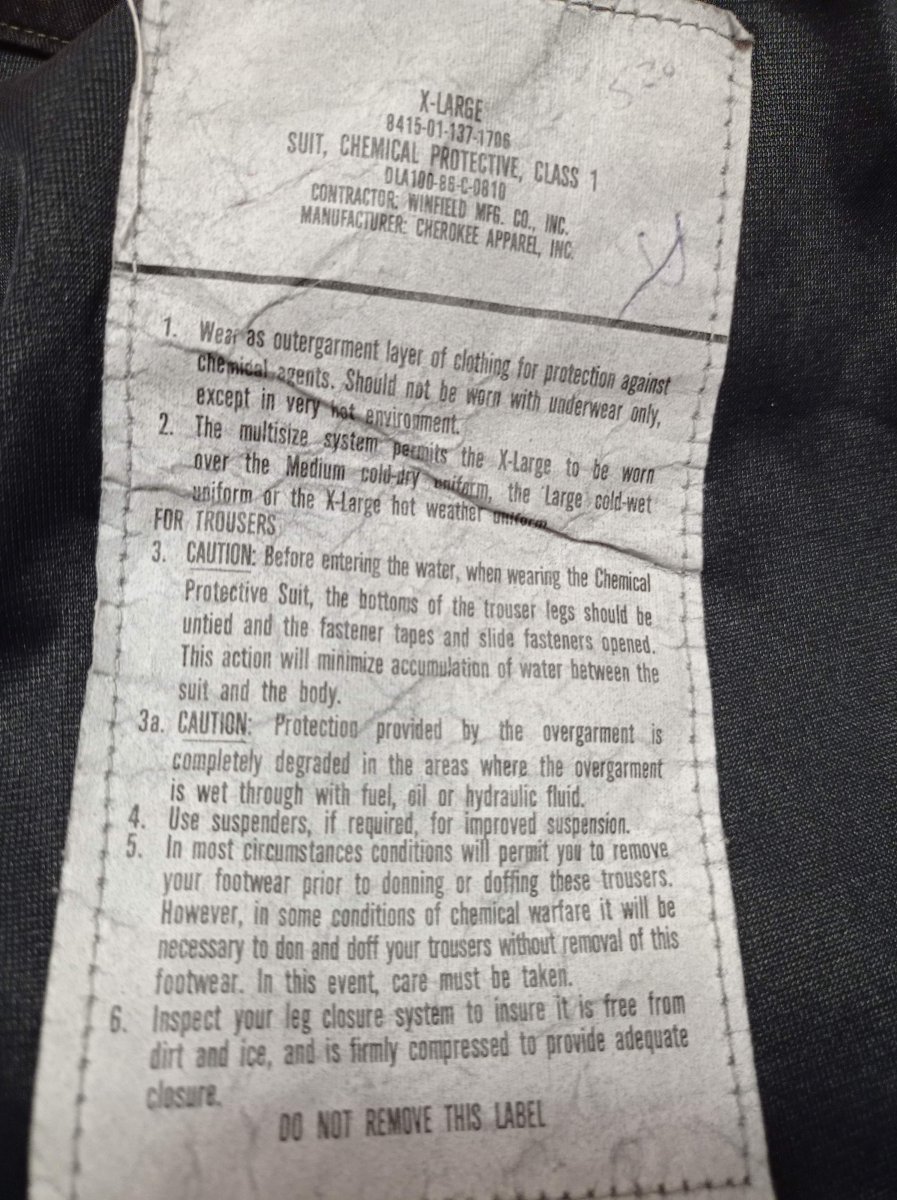 X-LARGE
8415-01-137-1706
SUIT, CHEMICAL PROTECTIVE, CLASS 1
DLA100-86-C-0810
CONTRACTOR: WINFIELD MFG. CO., INC.
MANUFACTURER: CHEROKEE APPAREL, INC.
1. Wear as outergarment layer of clothing for protection against
chemical agents. Should not be worn with underwear only,
except in very hot environment.
2. The multisize system permits the X-Large to be worn
over the Medium cold-dry uniform, the Large cold-wet
uniform or the X-Large hot weather uniform
FOR TROUSERS
3. CAUTION: Before entering the water, when wearing the Chemical
Protective Suit, the bottoms of the trouser legs should be
untied and the fastener tapes and slide fasteners opened.
This action will minimize accumulation of water between the
suit and the body.
3a. CAUTION: Protection provided by the overgarment is
completely degraded in the areas where the overgarment
is wet through with fuel, oil or hydraulic fluid.
4. Use suspenders, if required, for improved suspension.
5. In most circumstances conditions will permit you to remove
your footwear prior to donning or doffing these trousers.
However, in some conditions of chemical warfare it will be
necessary to don and doff your trousers without removal of this
footwear. In this event, care must be taken.
6. Inspect your leg closure system to insure it is free from
dirt and ice, and is firmly compressed to provide adequate
closure.
DO NOT REMOVE THIS LABEL